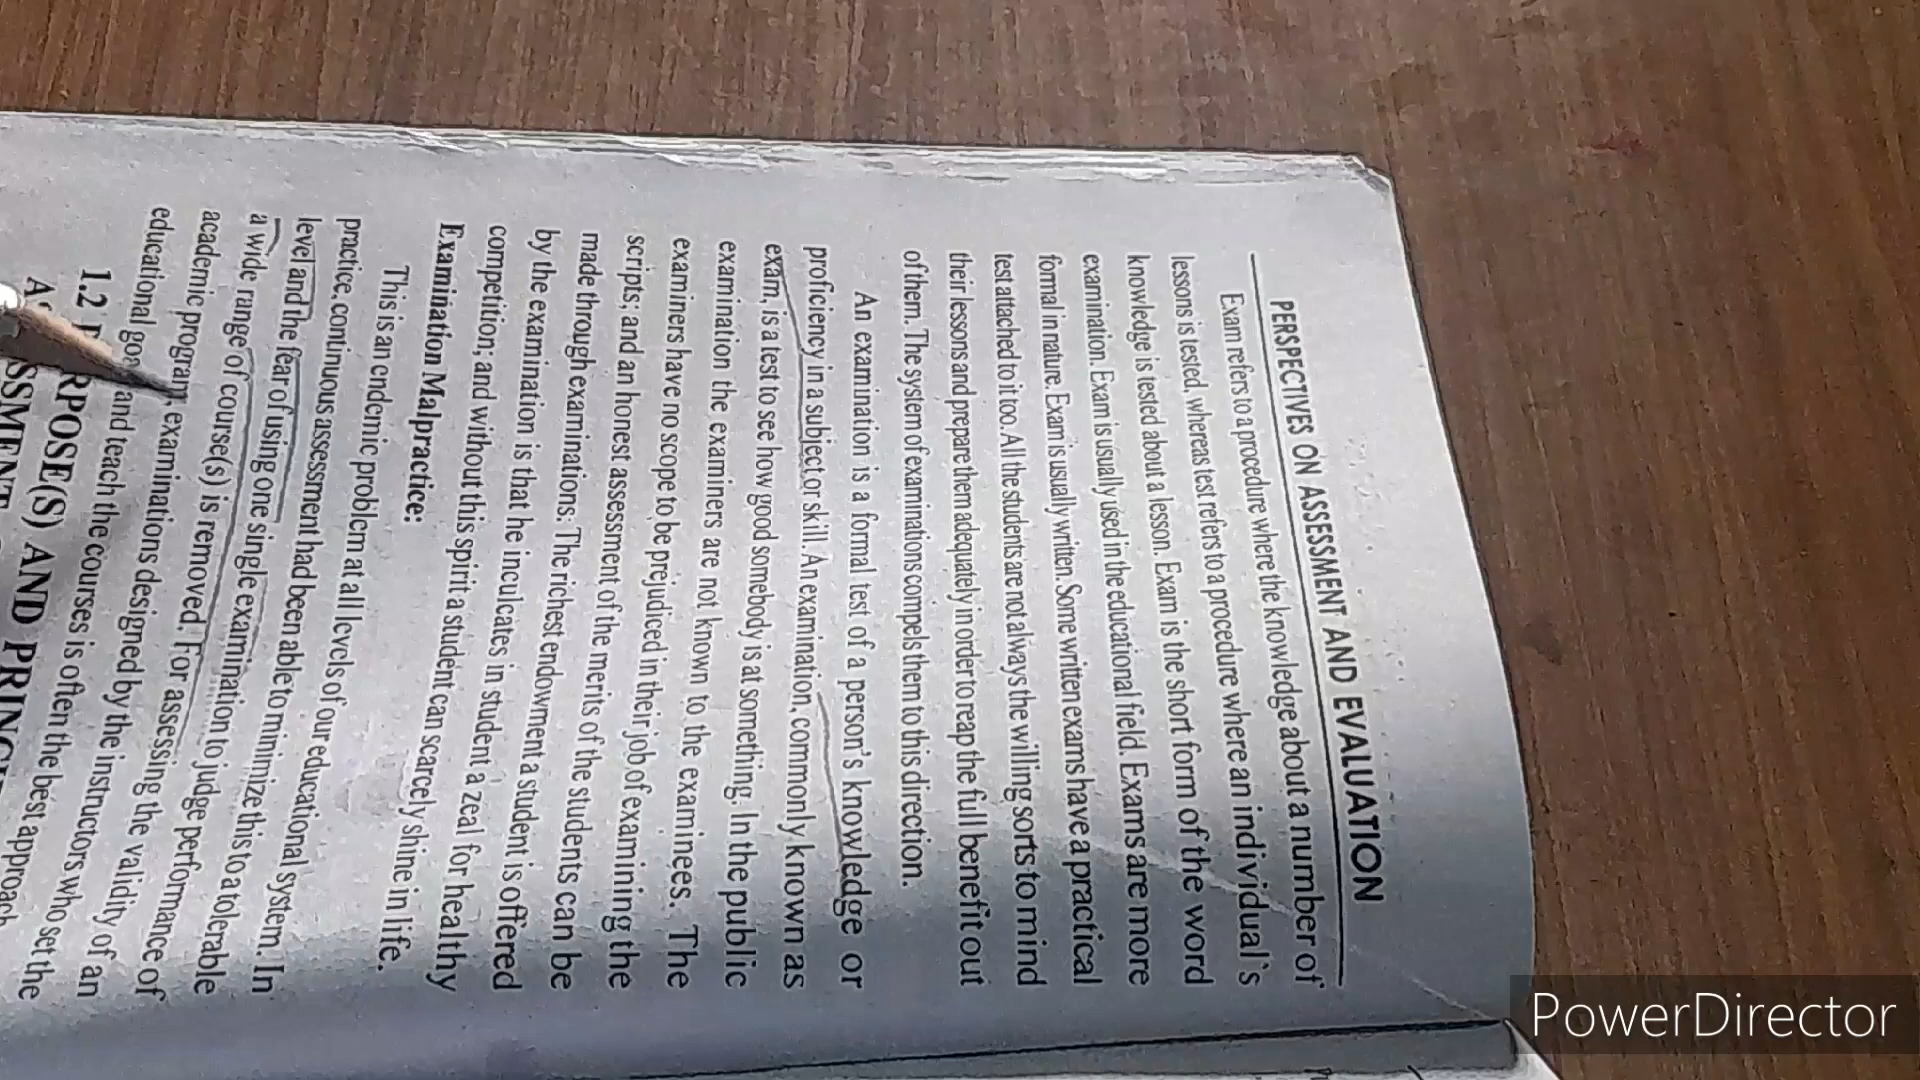 PERSPECTIVES ON ASSESSMENT AND EVALUATION
Exam refers to a procedure where the knowledge about a number of
lessons is tested, whereas test refers to a procedure where an individual's
knowledge is tested about a lesson. Exam is the short form of the word
examination. Exam is usually used in the educational field. Exams are more
formal in nature. Exam is usually written. Some written exams have a practical
test attached to it too. All the students are not always the willing sorts to mind
their lessons and prepare them adequately in order to reap the full benefit out
of them. The system of examinations compels them to this direction.
An examination is a formal test of a person's knowledge or
proficiency in a subject or skill. An examination, commonly known as
exam, is a test to see how good somebody is at something. In the public
examination the examiners are not known to the examinees. The
examiners have no scope to be prejudiced in their job of examining the
scripts; and an honest assessment of the merits of the students can be
made through examinations. The richest endowment a student is offered
by the examination is that he inculcates in student a zeal for healthy
competition; and without this spirit a student can scarcely shine in life.
Examination Malpractice:
This is an endemic problem at all levels of our educational system. In
practice, continuous assessment had been able to minimize this to a tolerable
level and the fear of using one single examination to judge performance of
a wide range of course(s) is removed. For assessing the validity of an
academic program, examinations designed by the instructors who set the
educational and teach the courses is often the best approach
1.2 RPOSE(S) AND
PowerDirector